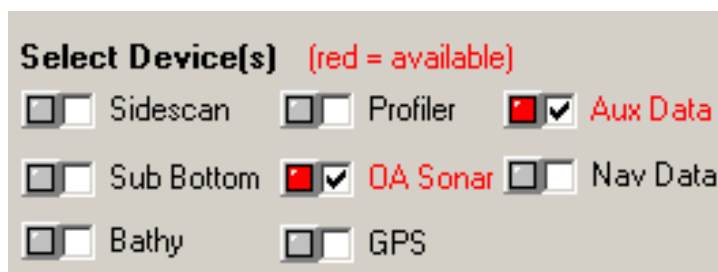 Select Device(s) (red = available)
Sidescan Profiler Aux Data
Sub Bottom OA Sonar Nav Data
Bathy GPS